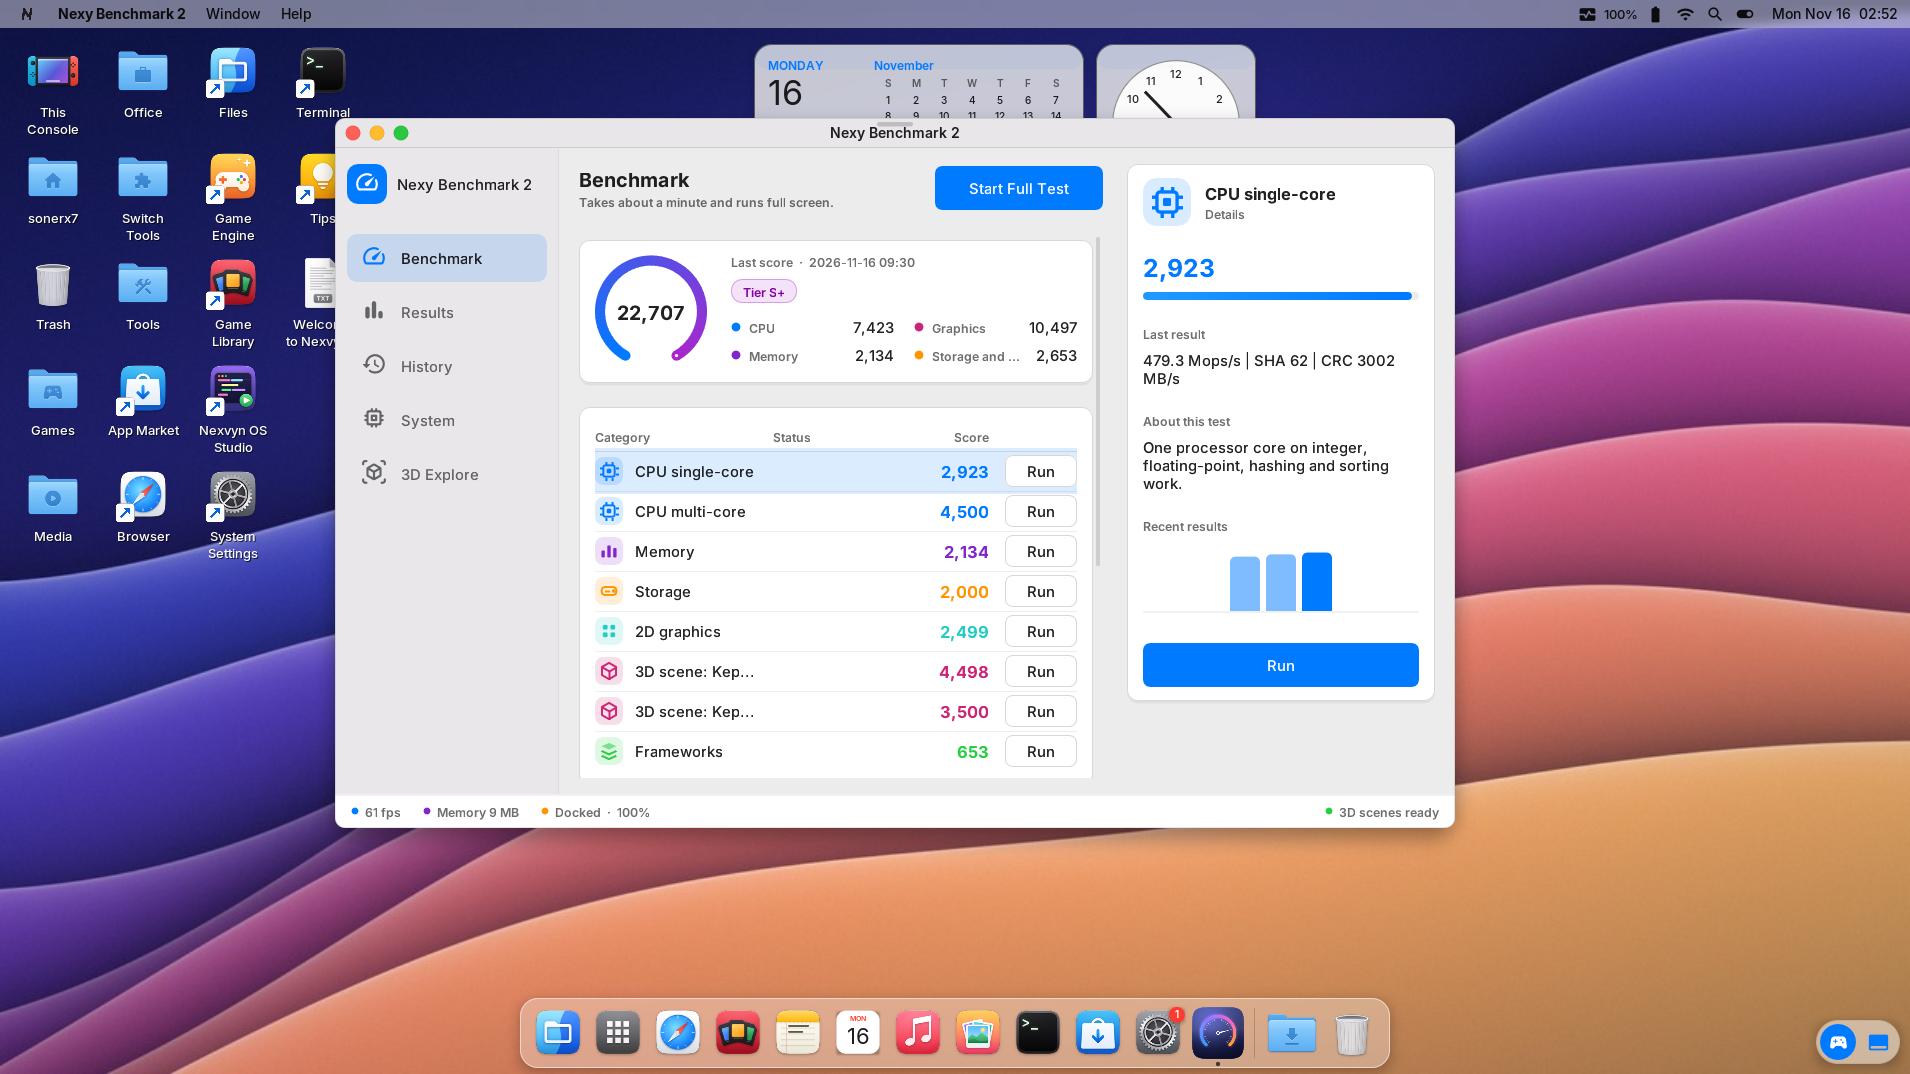 Nexy Benchmark 2
Window
Help
100%
Mon Nov 16 02:52
This Console
Office
Files
Terminal
sonerx7
Switch Tools
Game Engine
Tips
Trash
Tools
Game Library
TXT
Games
App Market
Nexvyn OS Studio
Media
Browser
System Settings
MONDAY
16
November
S M T W T F S
1 2 3 4 5 6 7
8 9 10 11 12 13 14
10 11 12 1 2
Nexy Benchmark 2
Nexy Benchmark 2
Benchmark
Results
History
System
3D Explore
Benchmark
Takes about a minute and runs full screen.
Start Full Test
22,707
Last score · 2026-11-16 09:30
Tier S+
CPU 7,423
Graphics 10,497
Memory 2,134
Storage and ... 2,653
Category Status Score
CPU single-core 2,923 Run
CPU multi-core 4,500 Run
Memory 2,134 Run
Storage 2,000 Run
2D graphics 2,499 Run
3D scene: Kep... 4,498 Run
3D scene: Kep... 3,500 Run
Frameworks 653 Run
CPU single-core
Details
2,923
Last result
479.3 Mops/s | SHA 62 | CRC 3002
MB/s
About this test
One processor core on integer,
floating-point, hashing and sorting
work.
Recent results
Run
61 fps
Memory 9 MB
Docked · 100%
3D scenes ready
MON
16
1